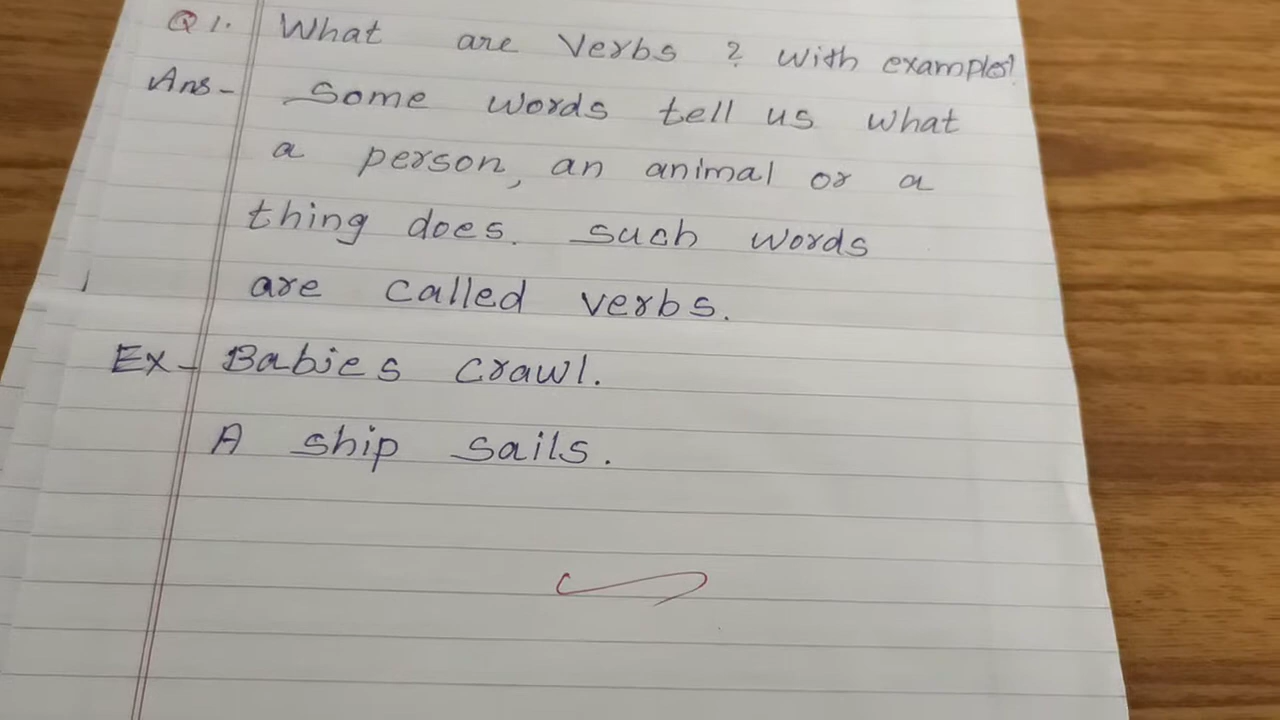 Q 1. What are Verbs ? with examples?
Ans- Some words tell us what
a person, an animal or a
thing does. Such words
are called verbs.
Ex- Babies crawl.
A ship sails.